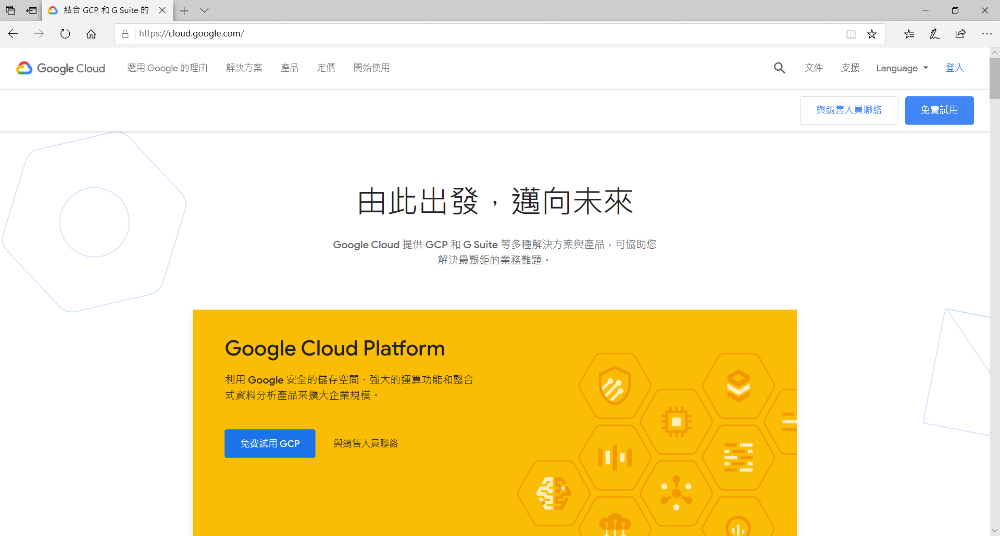 結合 GCP 和 G Suite 的
https://cloud.google.com/
Google Cloud 選用 Google 的理由 解決方案 產品 定價 開始使用 文件 支援 Language 登入
與銷售人員聯絡 免費試用
由此出發，邁向未來
Google Cloud 提供 GCP 和 G Suite 等多種解決方案與產品，可協助您
解決最艱鉅的業務難題。
Google Cloud Platform
利用 Google 安全的儲存空間、強大的運算功能和整合
式資料分析產品來擴大企業規模。
免費試用 GCP 與銷售人員聯絡